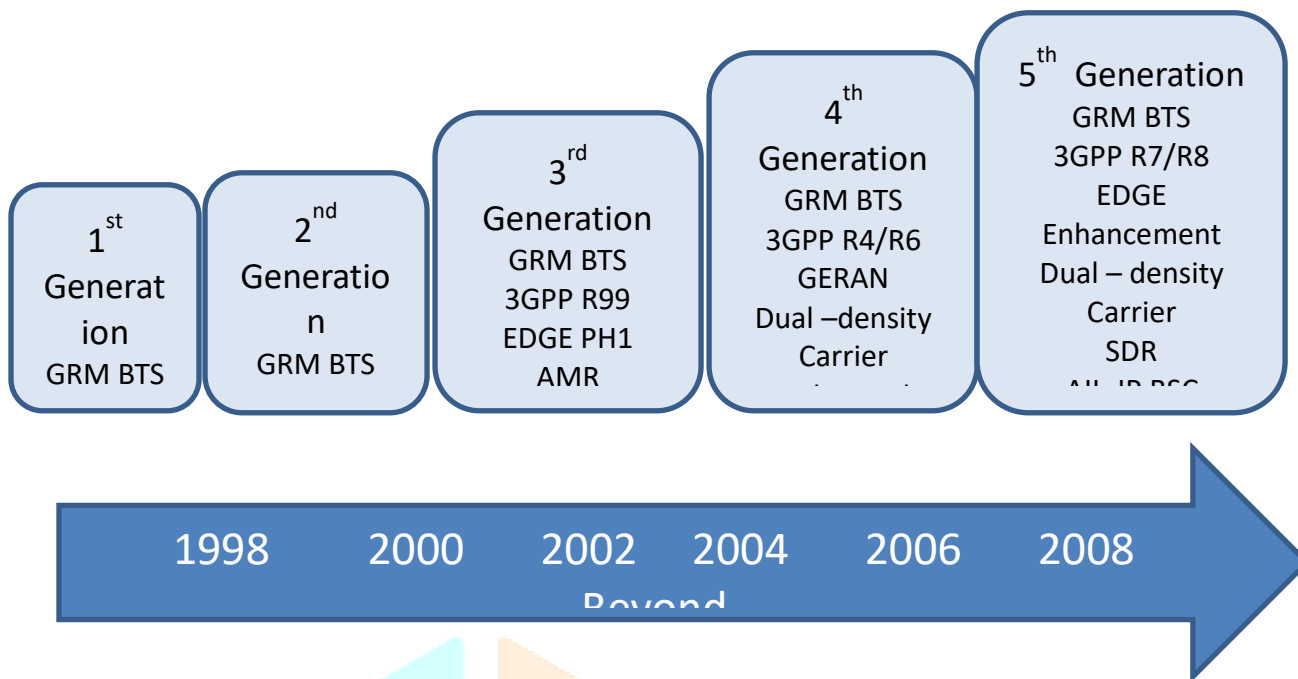 1st
Generat
ion
GRM BTS
2nd
Generatio
n
GRM BTS
3rd
Generation
GRM BTS
3GPP R99
EDGE PH1
AMR
4th
Generation
GRM BTS
3GPP R4/R6
GERAN
Dual –density
Carrier
5th Generation
GRM BTS
3GPP R7/R8
EDGE
Enhancement
Dual – density
Carrier
SDR
1998 2000 2002 2004 2006 2008
Beyond